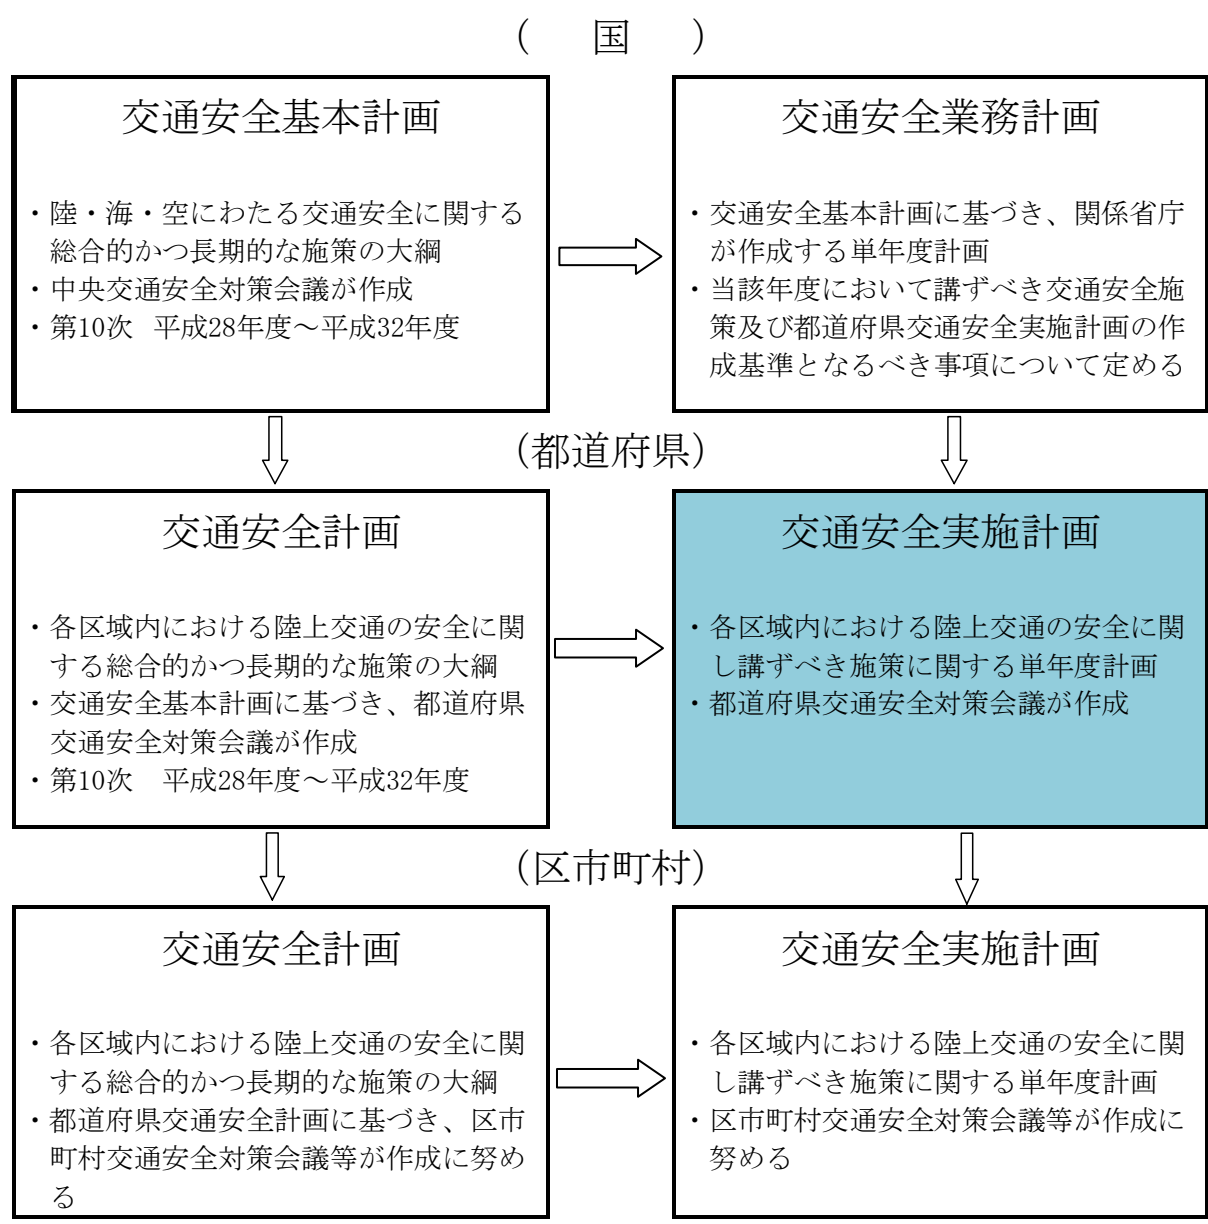 （　国　）
交通安全基本計画
・陸・海・空にわたる交通安全に関する
総合的かつ長期的な施策の大綱
・中央交通安全対策会議が作成
・第10次 平成28年度～平成32年度
交通安全業務計画
・交通安全基本計画に基づき、関係省庁
が作成する単年度計画
・当該年度において講ずべき交通安全施
策及び都道府県交通安全実施計画の作
成基準となるべき事項について定める
（都道府県）
交通安全計画
・各区域内における陸上交通の安全に関
する総合的かつ長期的な施策の大綱
・交通安全基本計画に基づき、都道府県
交通安全対策会議が作成
・第10次　平成28年度～平成32年度
交通安全実施計画
・各区域内における陸上交通の安全に関
し講ずべき施策に関する単年度計画
・都道府県交通安全対策会議が作成
（区市町村）
交通安全計画
・各区域内における陸上交通の安全に関
する総合的かつ長期的な施策の大綱
・都道府県交通安全計画に基づき、区市
町村交通安全対策会議等が作成に努め
る
交通安全実施計画
・各区域内における陸上交通の安全に関
し講ずべき施策に関する単年度計画
・区市町村交通安全対策会議等が作成に
努める